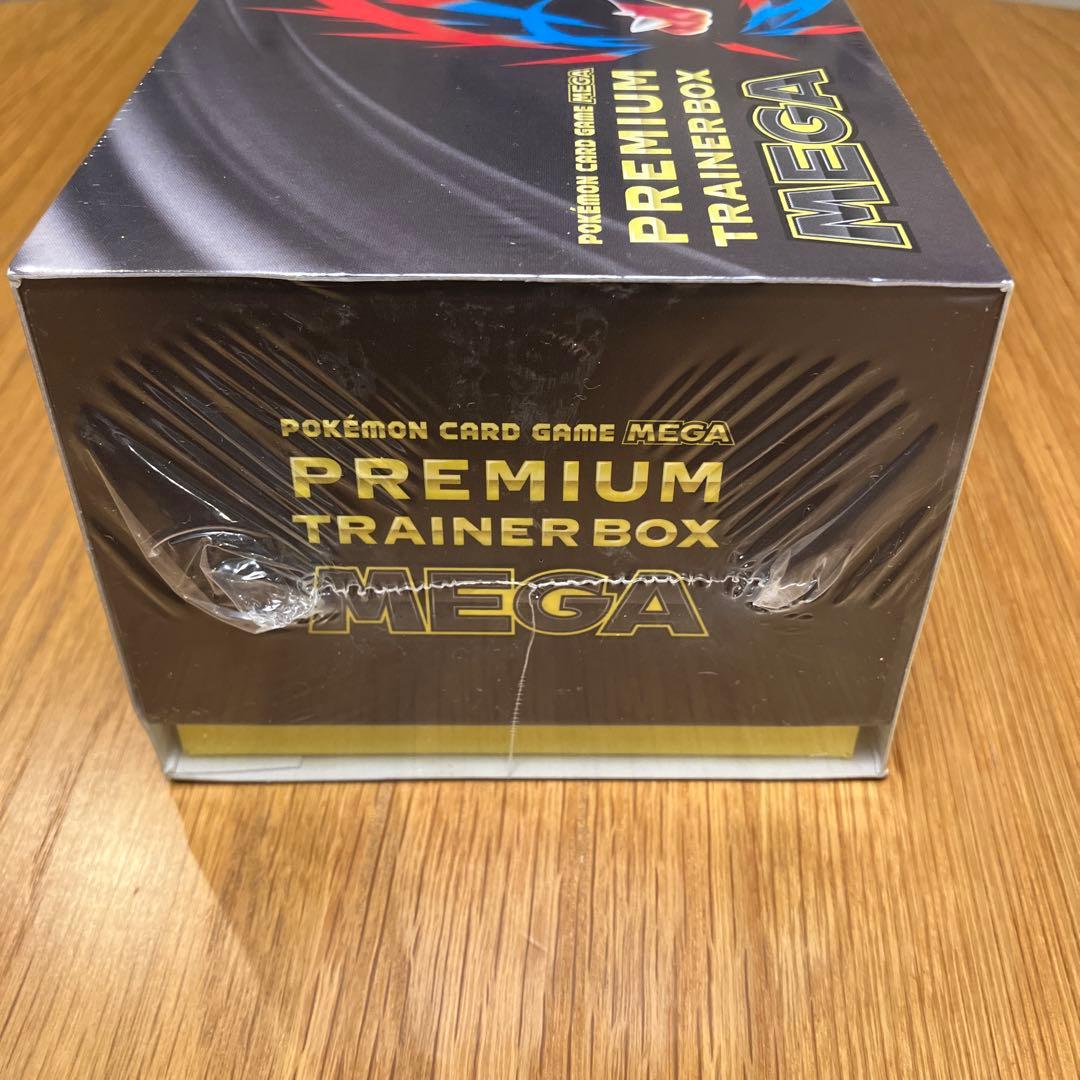 POKÉMON CARD GAME MEGA
PREMIUM
TRAINER BOX
MEGA
POKÉMON CARD GAME MEGA
PREMIUM
TRAINER BOX
MEGA